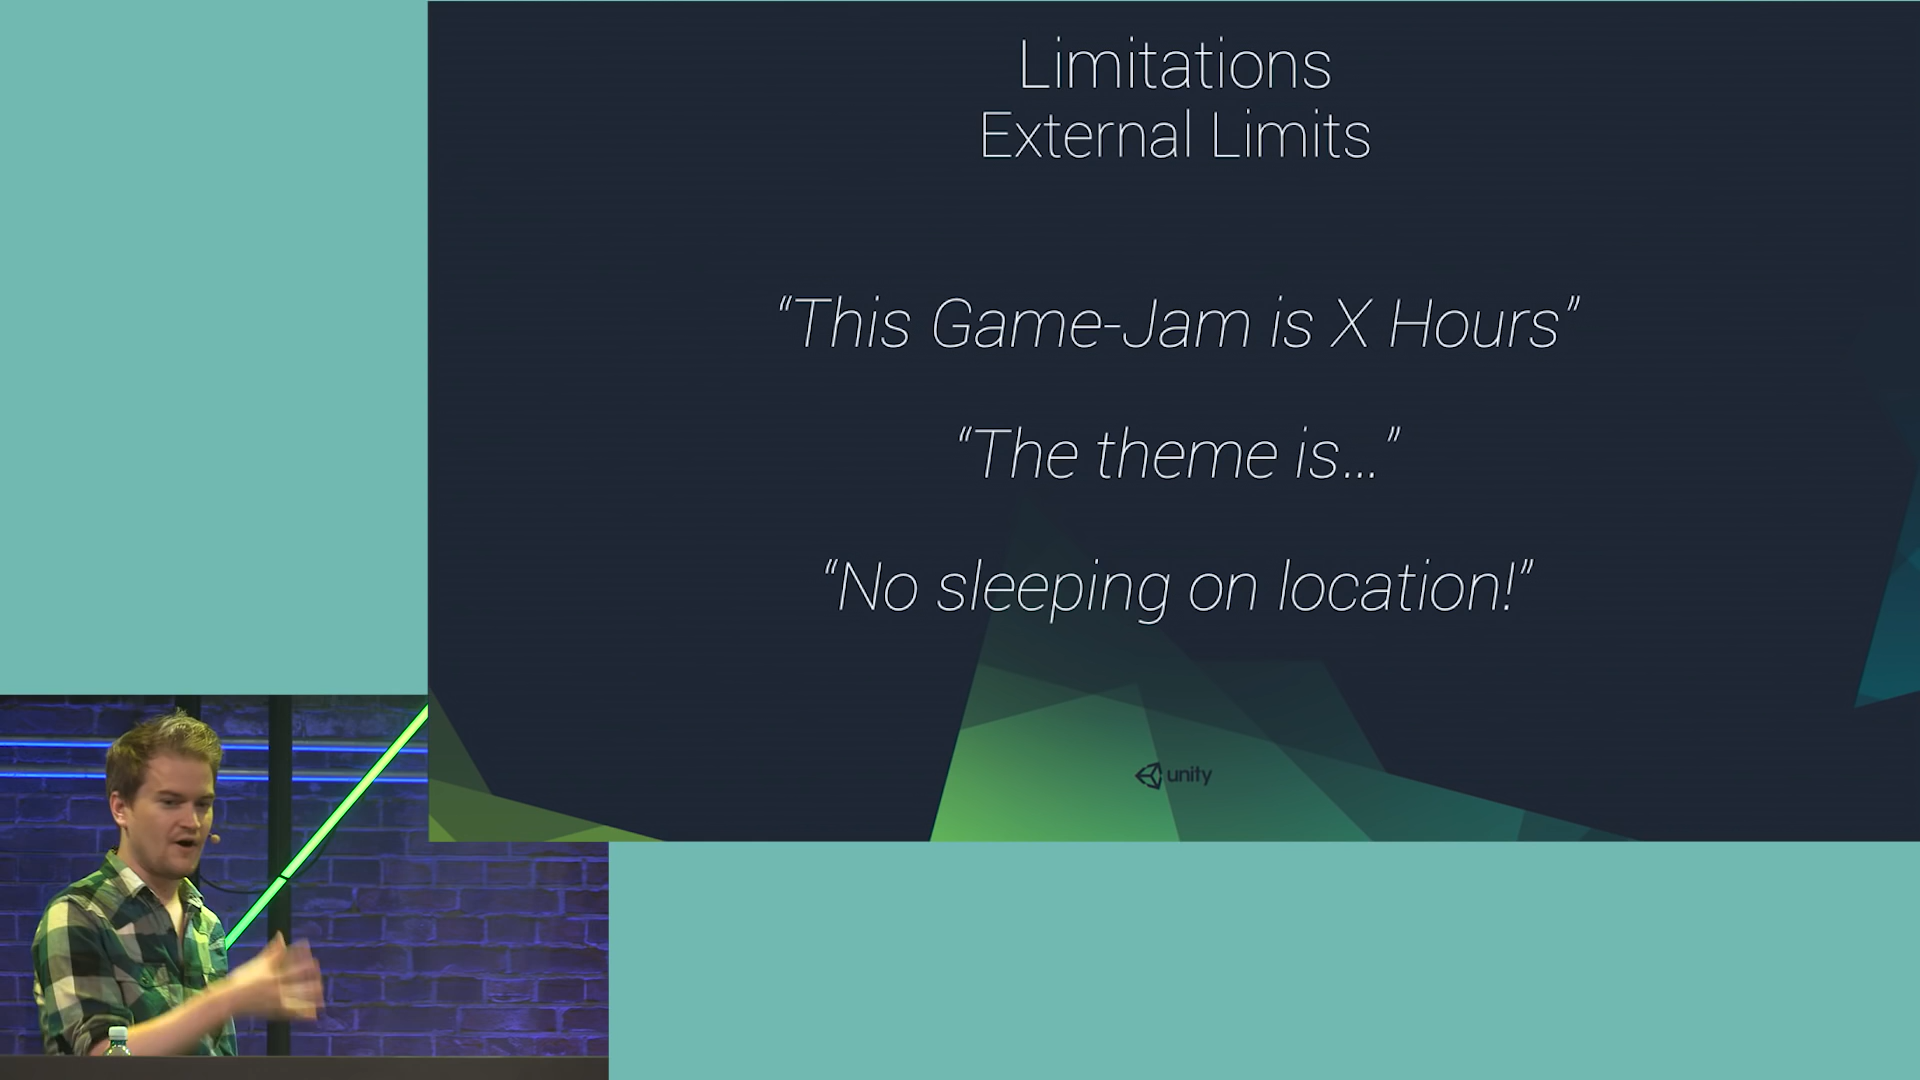 Limitations
External Limits
“This Game-Jam is X Hours”
“The theme is...”
“No sleeping on location!”
unity